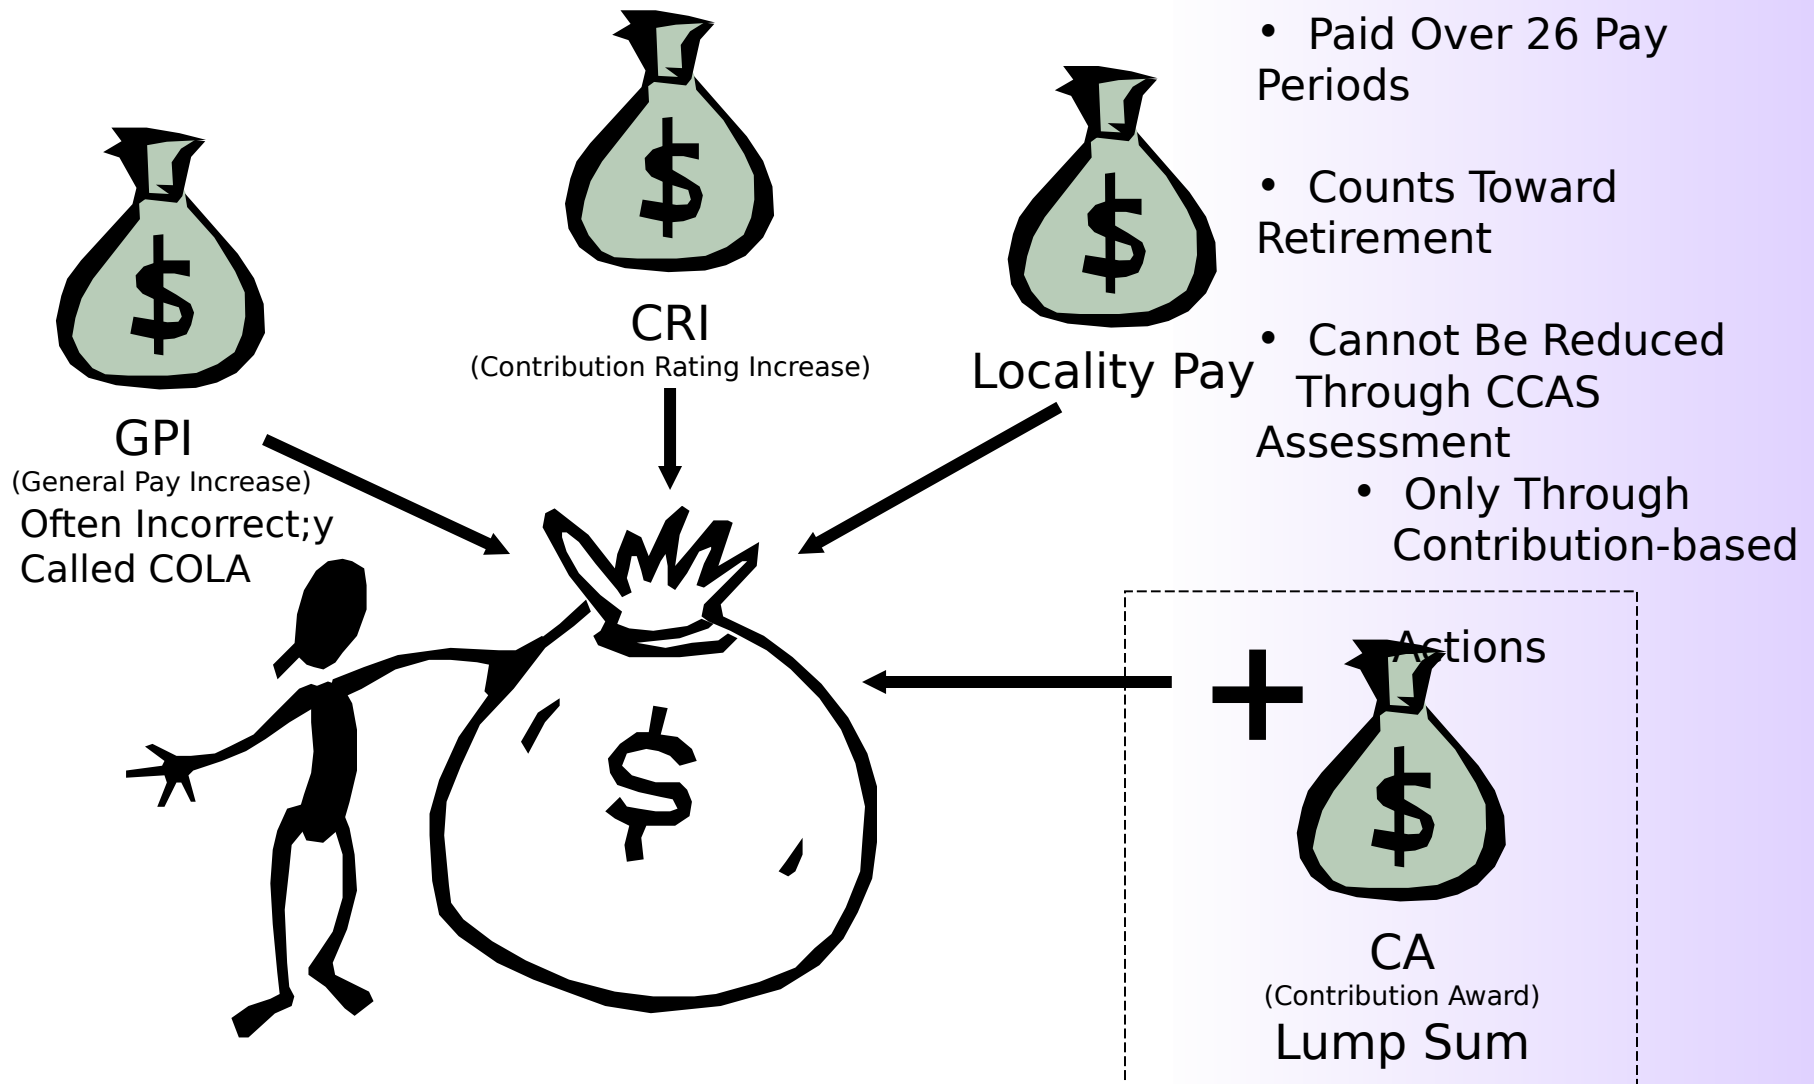 • Paid Over 26 Pay
Periods
• Counts Toward
Retirement
• Cannot Be Reduced
Through CCAS
Assessment
• Only Through
Contribution-based
Actions
$
CRI
(Contribution Rating Increase)
$
Locality Pay
$
GPI
(General Pay Increase)
Often Incorrect;y
Called COLA
$
+
$
CA
(Contribution Award)
Lump Sum